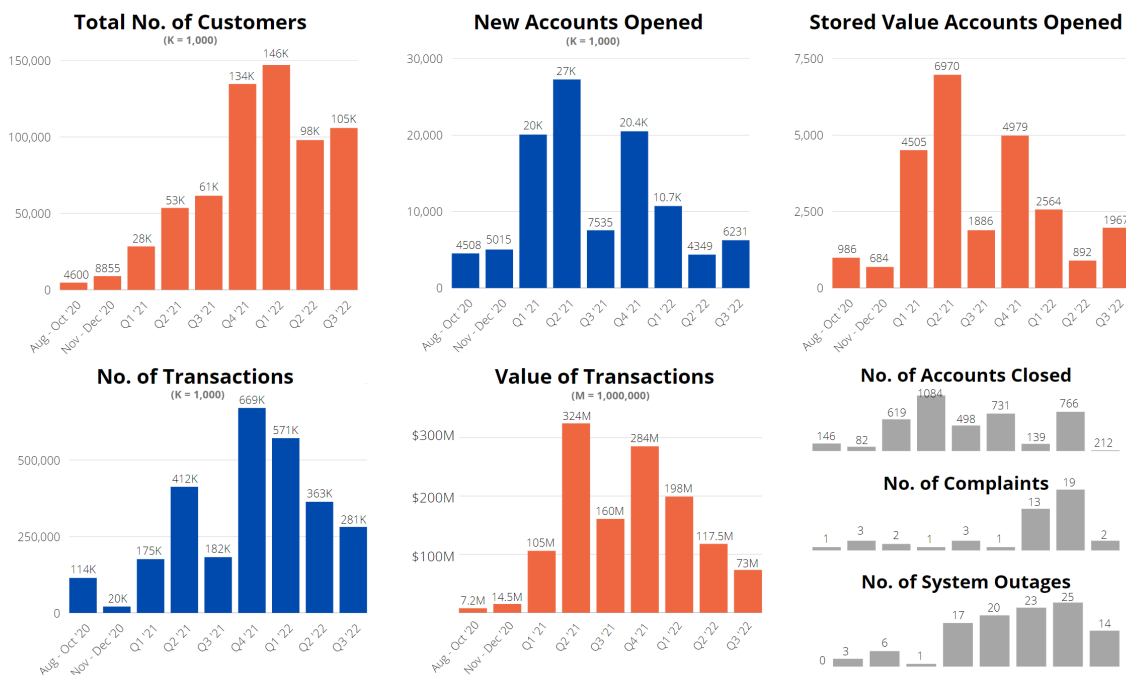 Total No. of Customers
(K = 1,000)
150,000
100,000
50,000
0
4600
8855
28K
53K
61K
134K
146K
98K
105K
Aug - Oct '20
Nov - Dec '20
Q1 '21
Q2 '21
Q3 '21
Q4 '21
Q1 '22
Q2 '22
Q3 '22
New Accounts Opened
(K = 1,000)
30,000
20,000
10,000
0
4508
5015
20K
27K
7535
20.4K
10.7K
4349
6231
Aug - Oct '20
Nov - Dec '20
Q1 '21
Q2 '21
Q3 '21
Q4 '21
Q1 '22
Q2 '22
Q3 '22
Stored Value Accounts Opened
7,500
5,000
2,500
0
986
684
4505
6970
1886
4979
2564
892
1967
Aug - Oct '20
Nov - Dec '20
Q1 '21
Q2 '21
Q3 '21
Q4 '21
Q1 '22
Q2 '22
Q3 '22
No. of Transactions
(K = 1,000)
500,000
250,000
0
114K
20K
175K
412K
182K
669K
571K
363K
281K
Aug - Oct '20
Nov - Dec '20
Q1 '21
Q2 '21
Q3 '21
Q4 '21
Q1 '22
Q2 '22
Q3 '22
Value of Transactions
(M = 1,000,000)
$300M
$200M
$100M
7.2M
14.5M
105M
324M
160M
284M
198M
117.5M
73M
Aug - Oct '20
Nov - Dec '20
Q1 '21
Q2 '21
Q3 '21
Q4 '21
Q1 '22
Q2 '22
Q3 '22
No. of Accounts Closed
146
82
619
1084
498
731
139
766
212
No. of Complaints
1
3
2
1
3
1
13
19
2
No. of System Outages
0
3
6
1
17
20
23
25
14